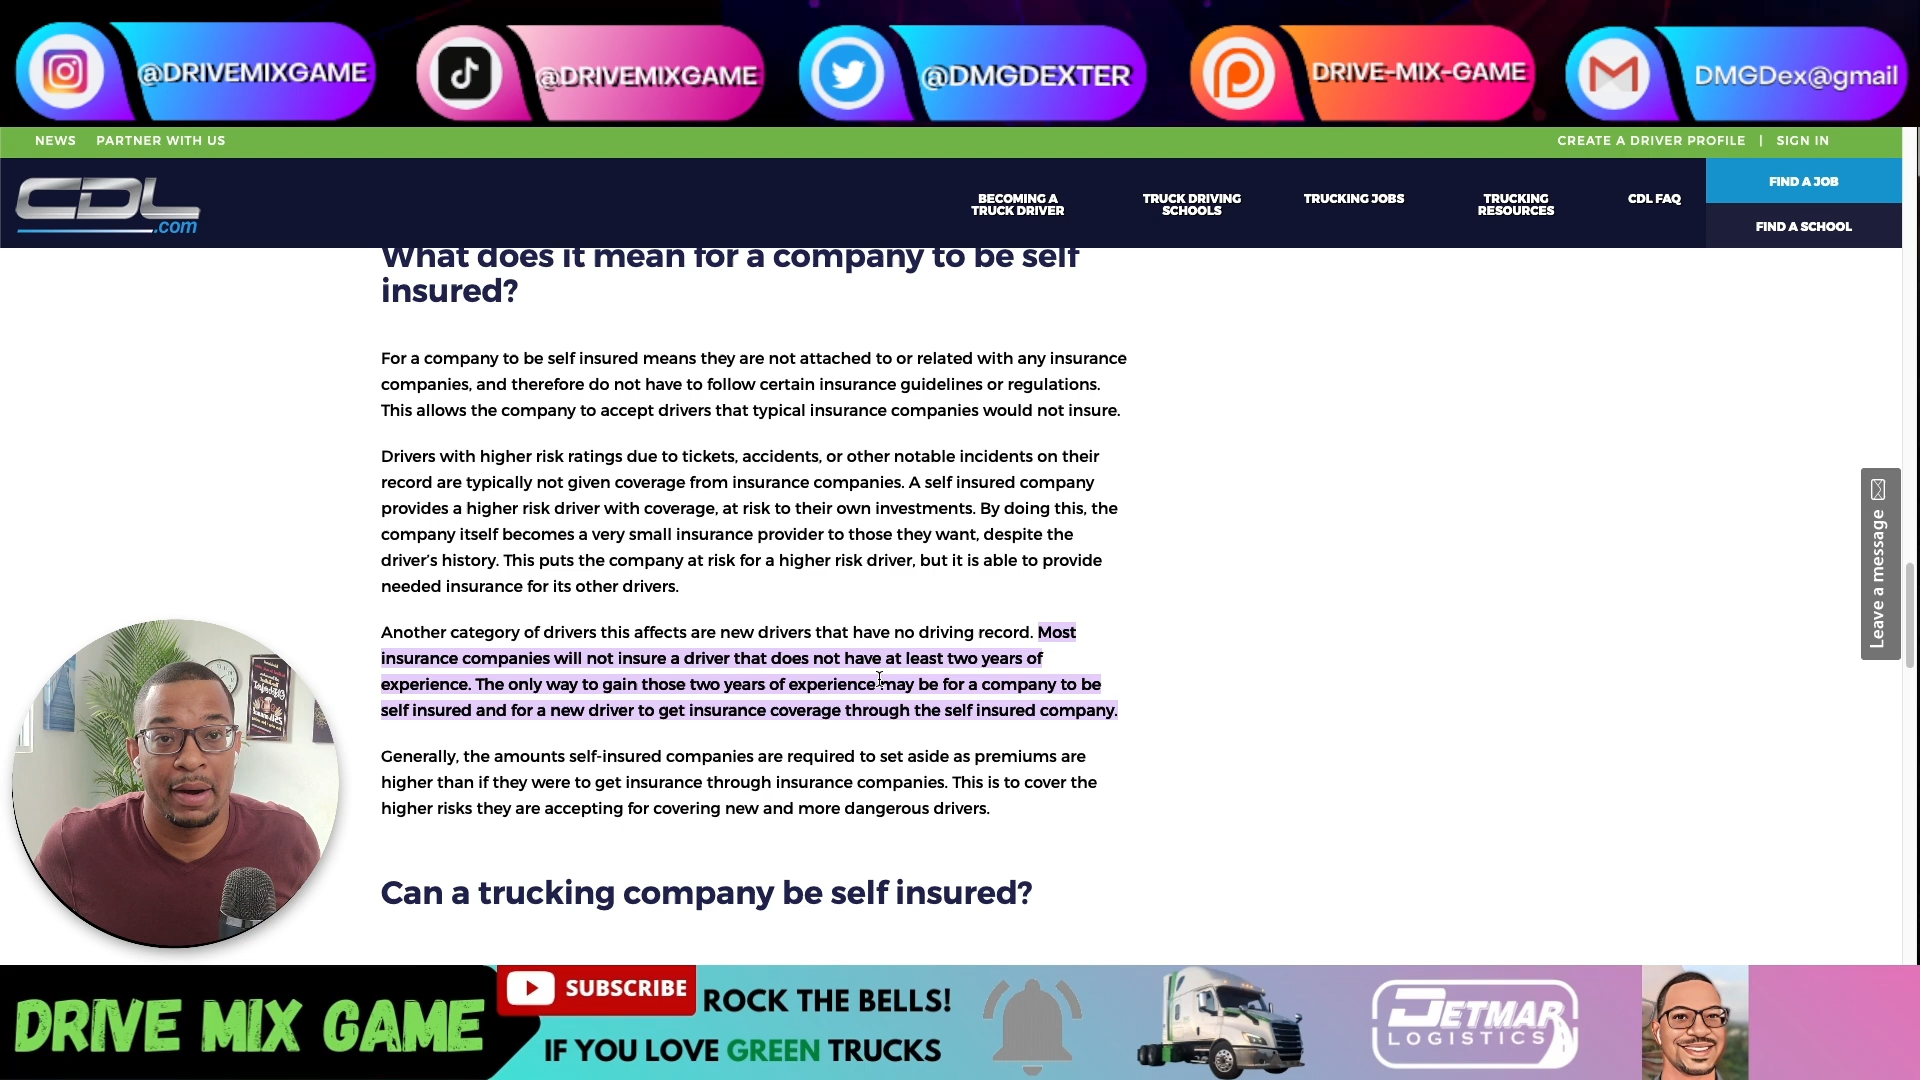 @DRIVEMIXGAME
@DRIVEMIXGAME
@DMGDEXTER
DRIVE-MIX-GAME
DMGDex@gmail
NEWS PARTNER WITH US
CREATE A DRIVER PROFILE | SIGN IN
CDL
.com
BECOMING A
TRUCK DRIVER
TRUCK DRIVING
SCHOOLS
TRUCKING JOBS
TRUCKING
RESOURCES
CDL FAQ
FIND A JOB
FIND A SCHOOL
What does it mean for a company to be self
insured?
For a company to be self insured means they are not attached to or related with any insurance
companies, and therefore do not have to follow certain insurance guidelines or regulations.
This allows the company to accept drivers that typical insurance companies would not insure.
Drivers with higher risk ratings due to tickets, accidents, or other notable incidents on their
record are typically not given coverage from insurance companies. A self insured company
provides a higher risk driver with coverage, at risk to their own investments. By doing this, the
company itself becomes a very small insurance provider to those they want, despite the
driver’s history. This puts the company at risk for a higher risk driver, but it is able to provide
needed insurance for its other drivers.
Another category of drivers this affects are new drivers that have no driving record. Most
insurance companies will not insure a driver that does not have at least two years of
experience. The only way to gain those two years of experience may be for a company to be
self insured and for a new driver to get insurance coverage through the self insured company.
Generally, the amounts self-insured companies are required to set aside as premiums are
higher than if they were to get insurance through insurance companies. This is to cover the
higher risks they are accepting for covering new and more dangerous drivers.
Can a trucking company be self insured?
Leave a message
DRIVE MIX GAME
SUBSCRIBE
ROCK THE BELLS!
IF YOU LOVE GREEN TRUCKS
JETMAR
LOGISTICS